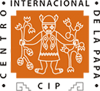 CENTRO
INTERNACIONAL
DE LA PAPA
CIP